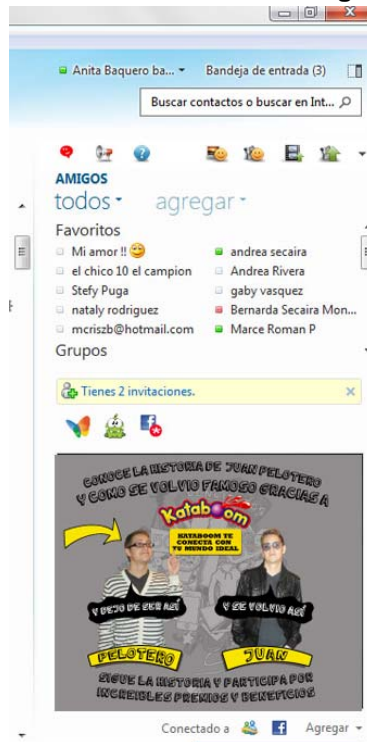 Anita Baquero ba... Bandeja de entrada (3)
Buscar contactos o buscar en Int...
AMIGOS
todos agregar
Favoritos
Mi amor !! andrea secaira
el chico 10 el campion Andrea Rivera
Stefy Puga gaby vasquez
nataly rodriguez Bernarda Secaira Mon...
mcriszb@hotmail.com Marce Roman P
Grupos
Tienes 2 invitaciones.
CONOCE LA HISTORIA DE JUAN PELOTERO
Y COMO SE VOLVIO FAMOSO GRACIAS A
Kataboom
KATABOOM TE
CONECTA CON
TU MUNDO IDEAL
Y DEJO DE SER ASÍ Y SE VOLVIO ASÍ
PELOTERO JUAN
SIGUE LA HISTORIA Y PARTICIPA POR
INCREIBLES PREMIOS Y BENEFICIOS
Conectado a Agregar